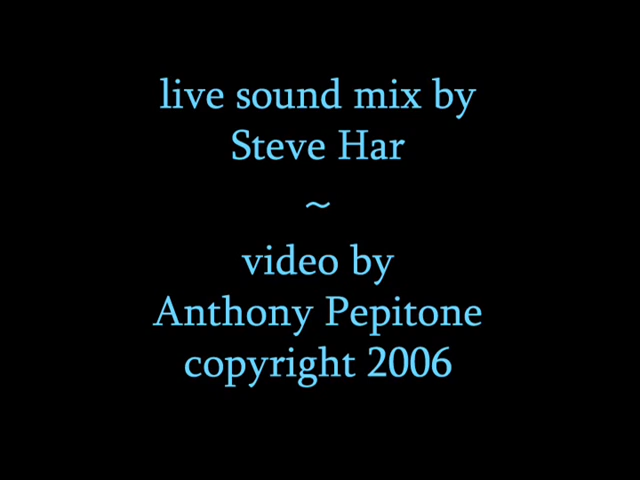 live sound mix by
Steve Har
~
video by
Anthony Pepitone
copyright 2006